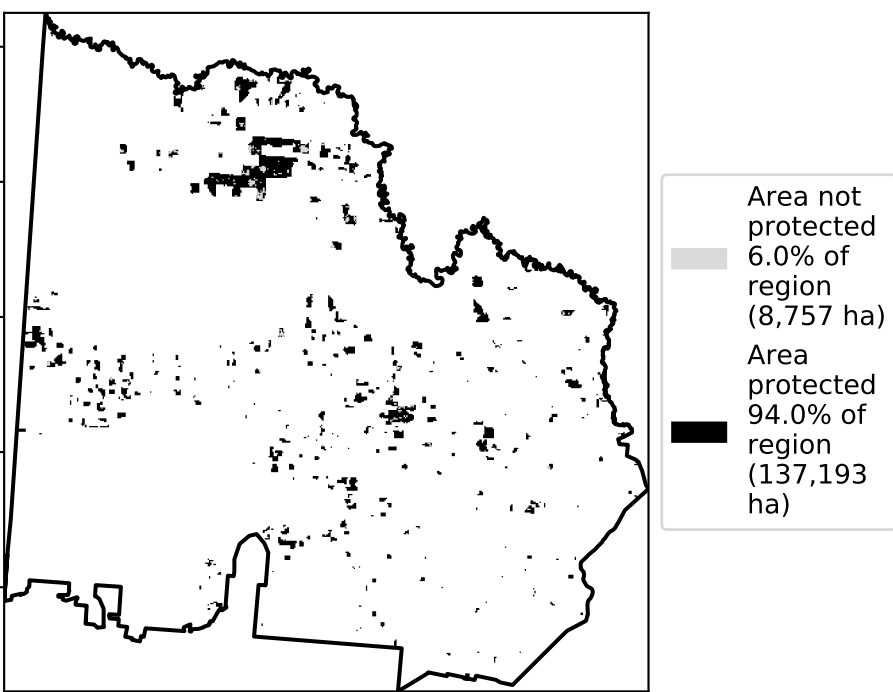 Area not
protected
6.0% of
region
(8,757 ha)
Area
protected
94.0% of
region
(137,193
ha)